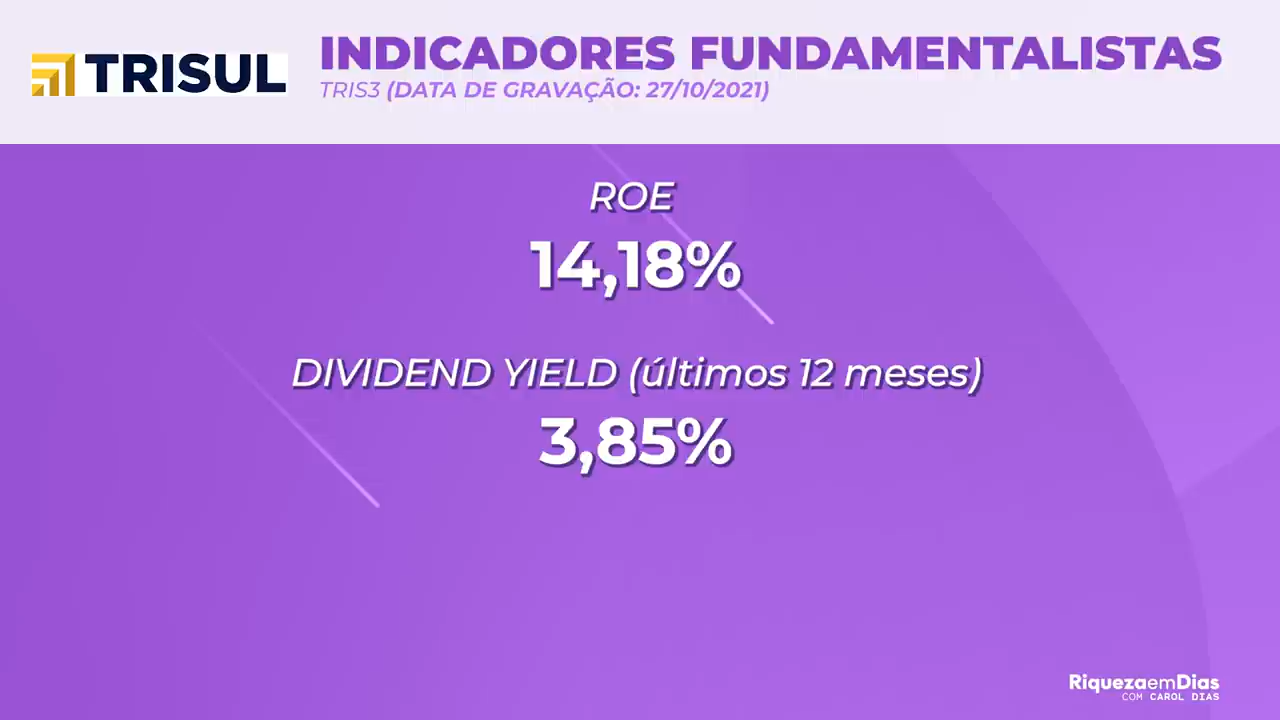 TRISUL
INDICADORES FUNDAMENTALISTAS
TRIS3 (DATA DE GRAVAÇÃO: 27/10/2021)
ROE
14,18%
DIVIDEND YIELD (últimos 12 meses)
3,85%
RiquezaemDias
COM CAROL DIAS